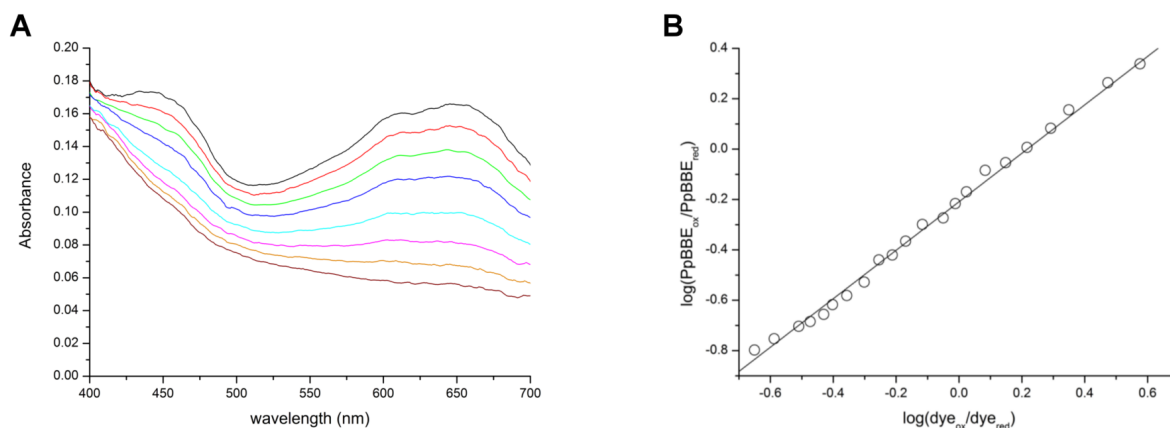 A
0.20
0.18
0.16
0.14
0.12
0.10
0.08
0.06
0.04
0.02
0.00
Absorbance
400 450 500 550 600 650 700
wavelength (nm)
B
0.4
0.2
0.0
-0.2
-0.4
-0.6
-0.8
log(PpBBEox/PpBBEred)
-0.6 -0.4 -0.2 0.0 0.2 0.4 0.6
log(dyeox/dyered)